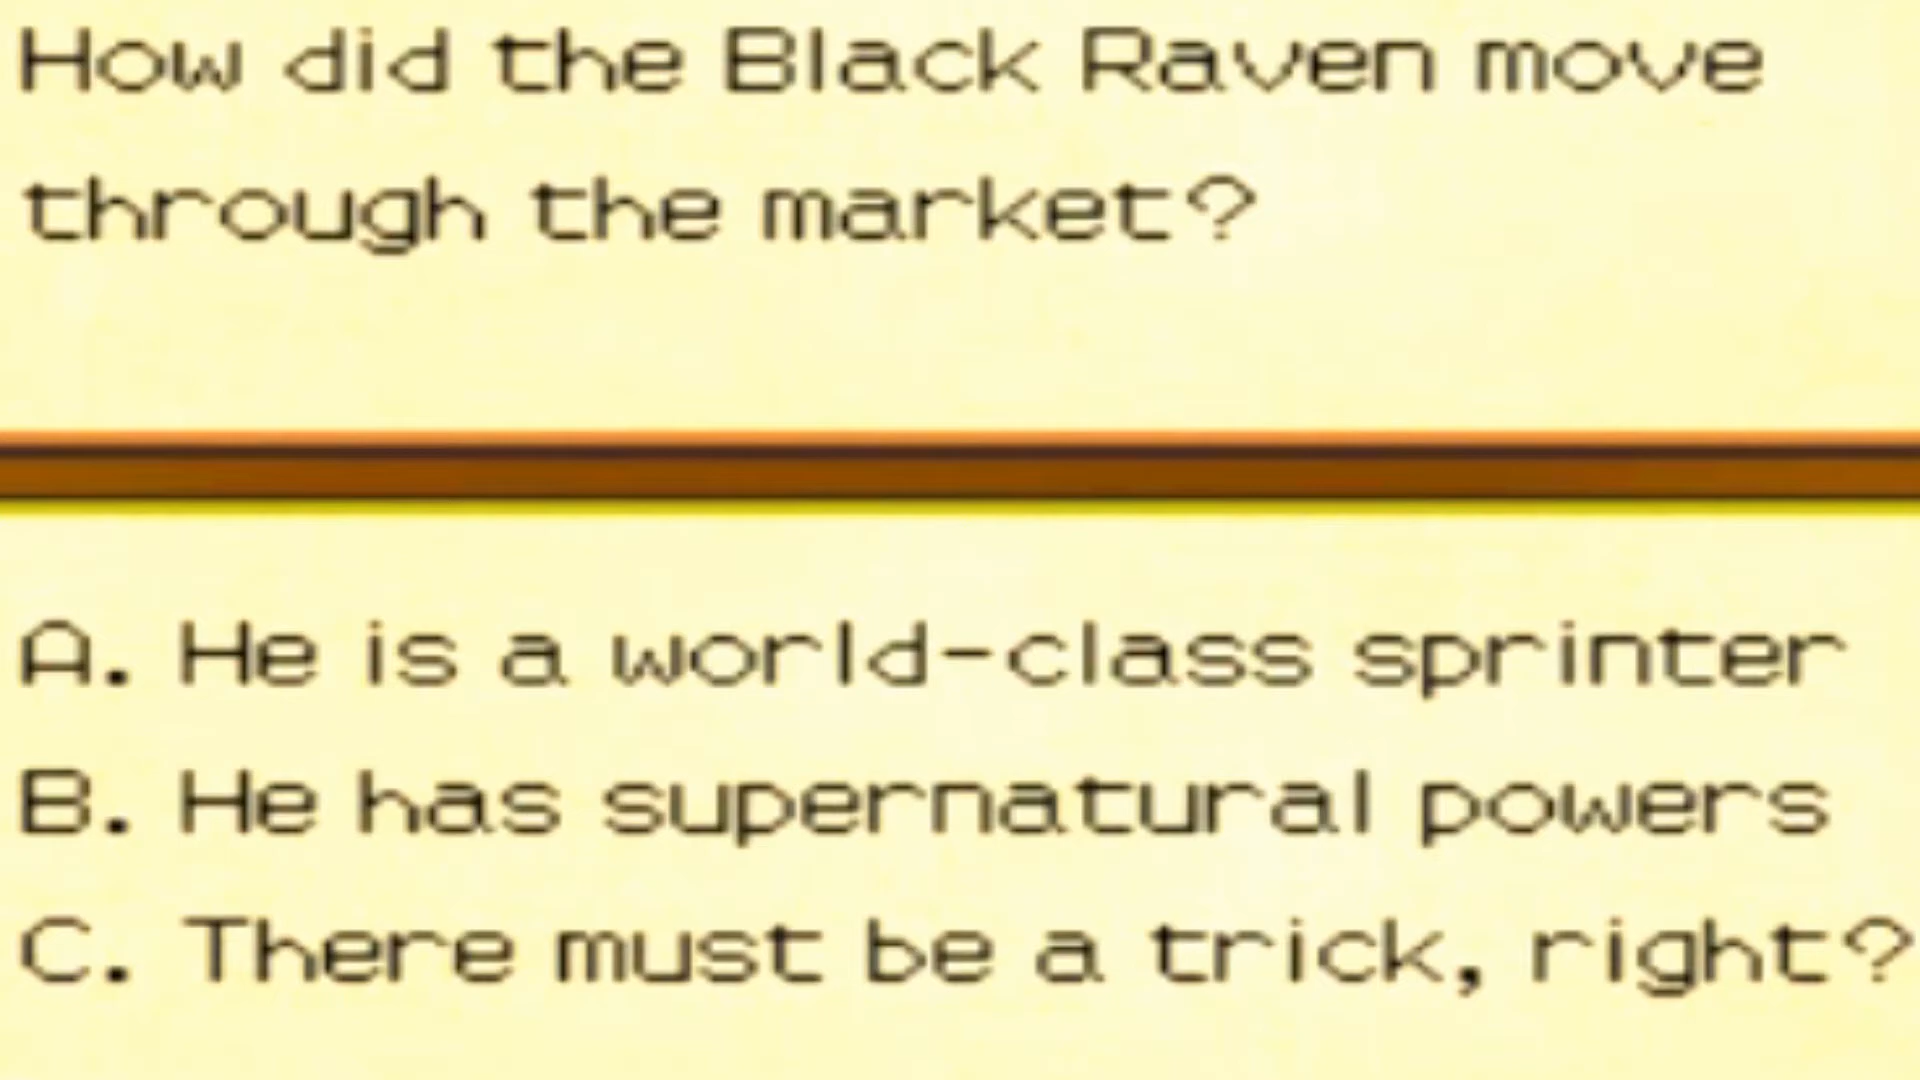 How did the Black Raven move
through the market?
A. He is a world-class sprinter
B. He has supernatural powers
C. There must be a trick, right?